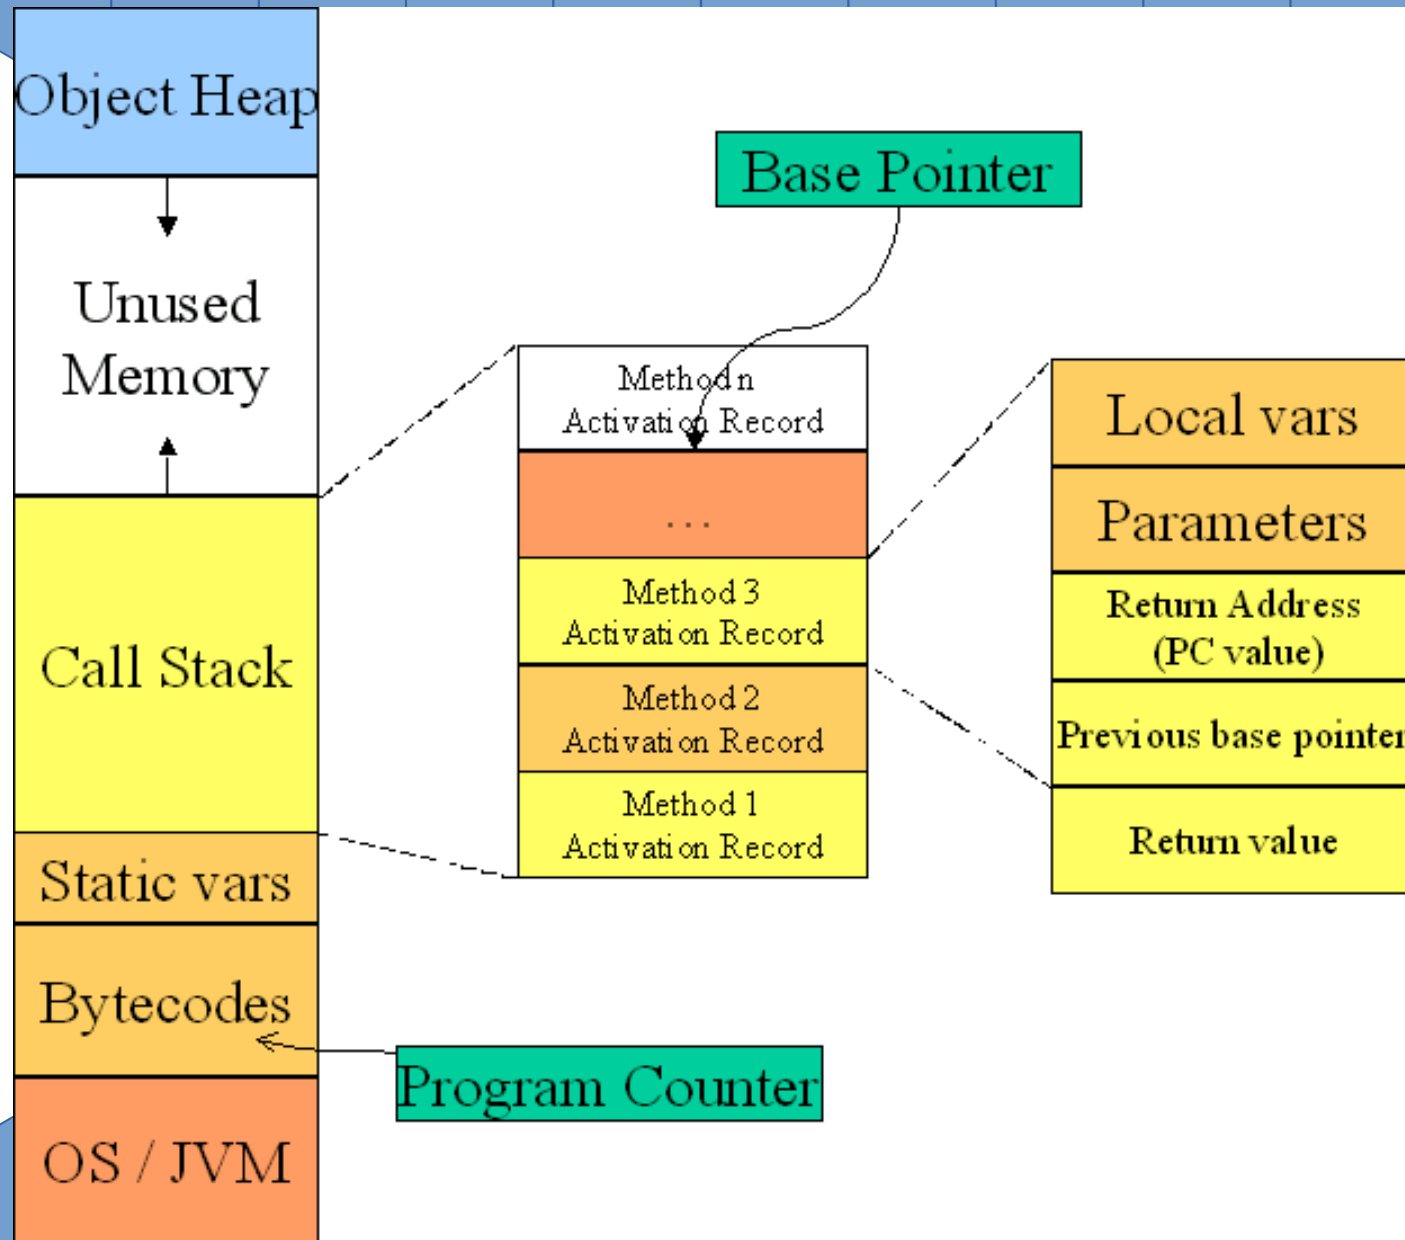 Object Heap
Unused
Memory
Call Stack
Static vars
Bytecodes
OS / JVM
Base Pointer
Method n
Activation Record
...
Method 3
Activation Record
Method 2
Activation Record
Method 1
Activation Record
Program Counter
Local vars
Parameters
Return Address
(PC value)
Previous base pointer
Return value